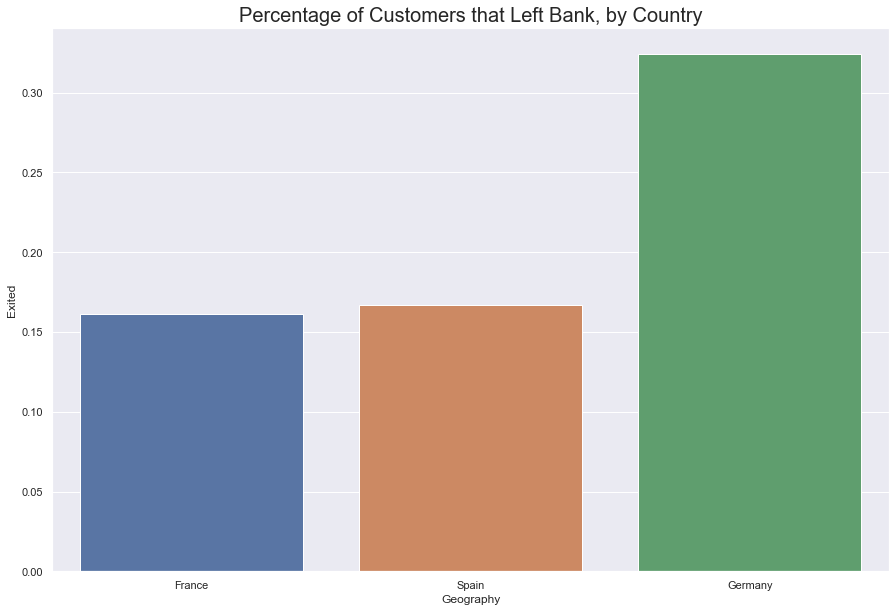 Percentage of Customers that Left Bank, by Country
0.30
0.25
0.20
0.15
0.10
0.05
0.00
Exited
France
Spain
Germany
Geography